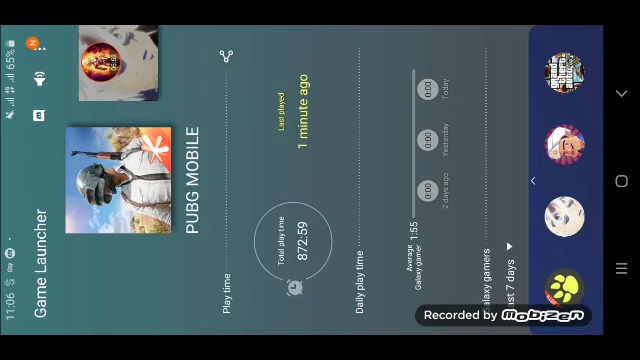 11:06
65%
Game Launcher
PUBG MOBILE
Play time
Total play time
872:59
Last played
1 minute ago
Daily play time
Average
Galaxy gamer
1:55
0:00
2 days ago
0:00
Yesterday
0:00
Today
alaxy gamers
ast 7 days
Recorded by Mobizen